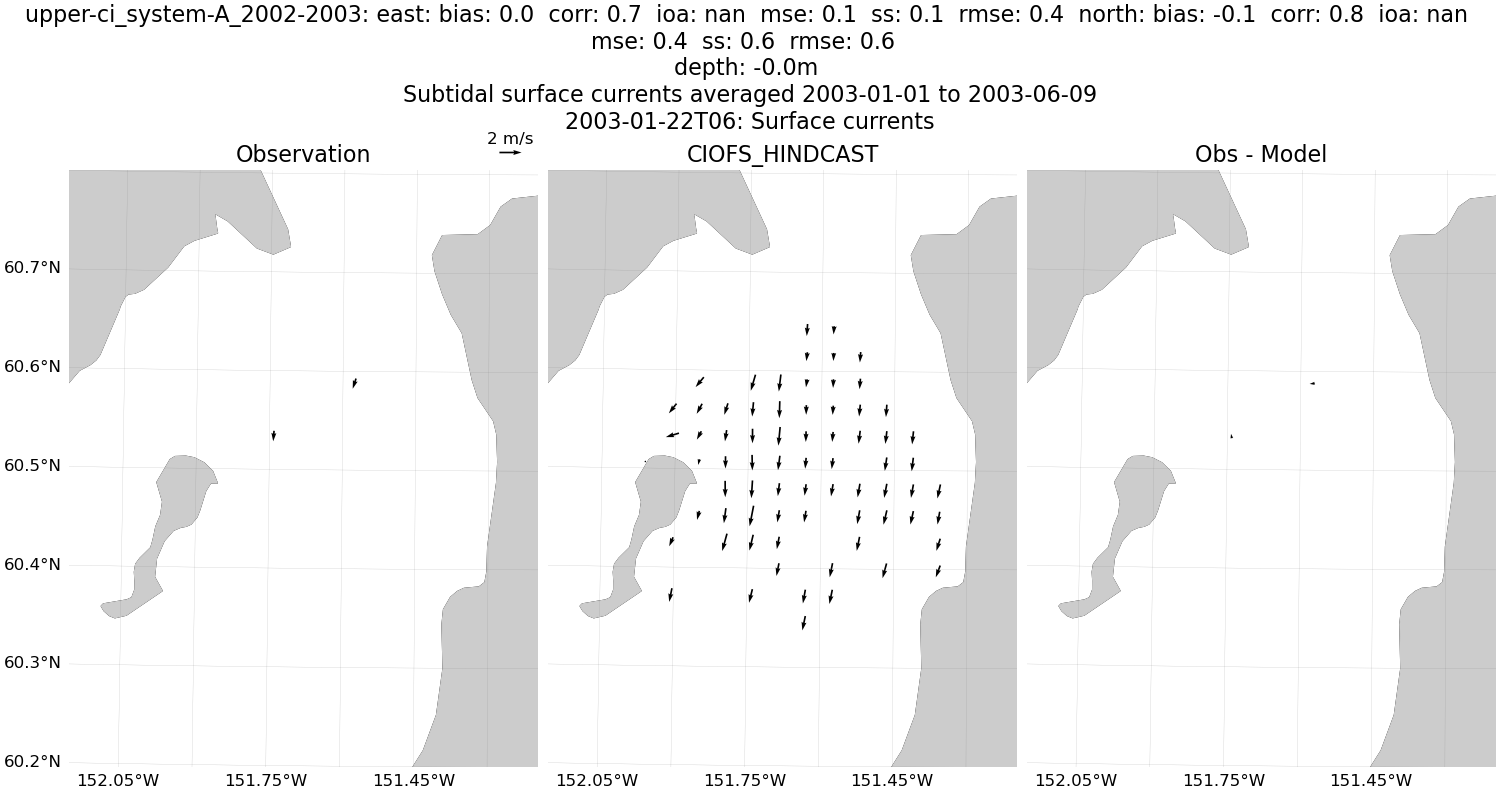 upper-ci_system-A_2002-2003: east: bias: 0.0  corr: 0.7  ioa: nan  mse: 0.1  ss: 0.1  rmse: 0.4  north: bias: -0.1  corr: 0.8  ioa: nan
mse: 0.4  ss: 0.6  rmse: 0.6
depth: -0.0m
Subtidal surface currents averaged 2003-01-01 to 2003-06-09
2003-01-22T06: Surface currents
2 m/s
Observation
CIOFS_HINDCAST
Obs - Model
60.7°N
60.6°N
60.5°N
60.4°N
60.3°N
60.2°N
152.05°W 151.75°W 151.45°W 152.05°W 151.75°W 151.45°W 152.05°W 151.75°W 151.45°W